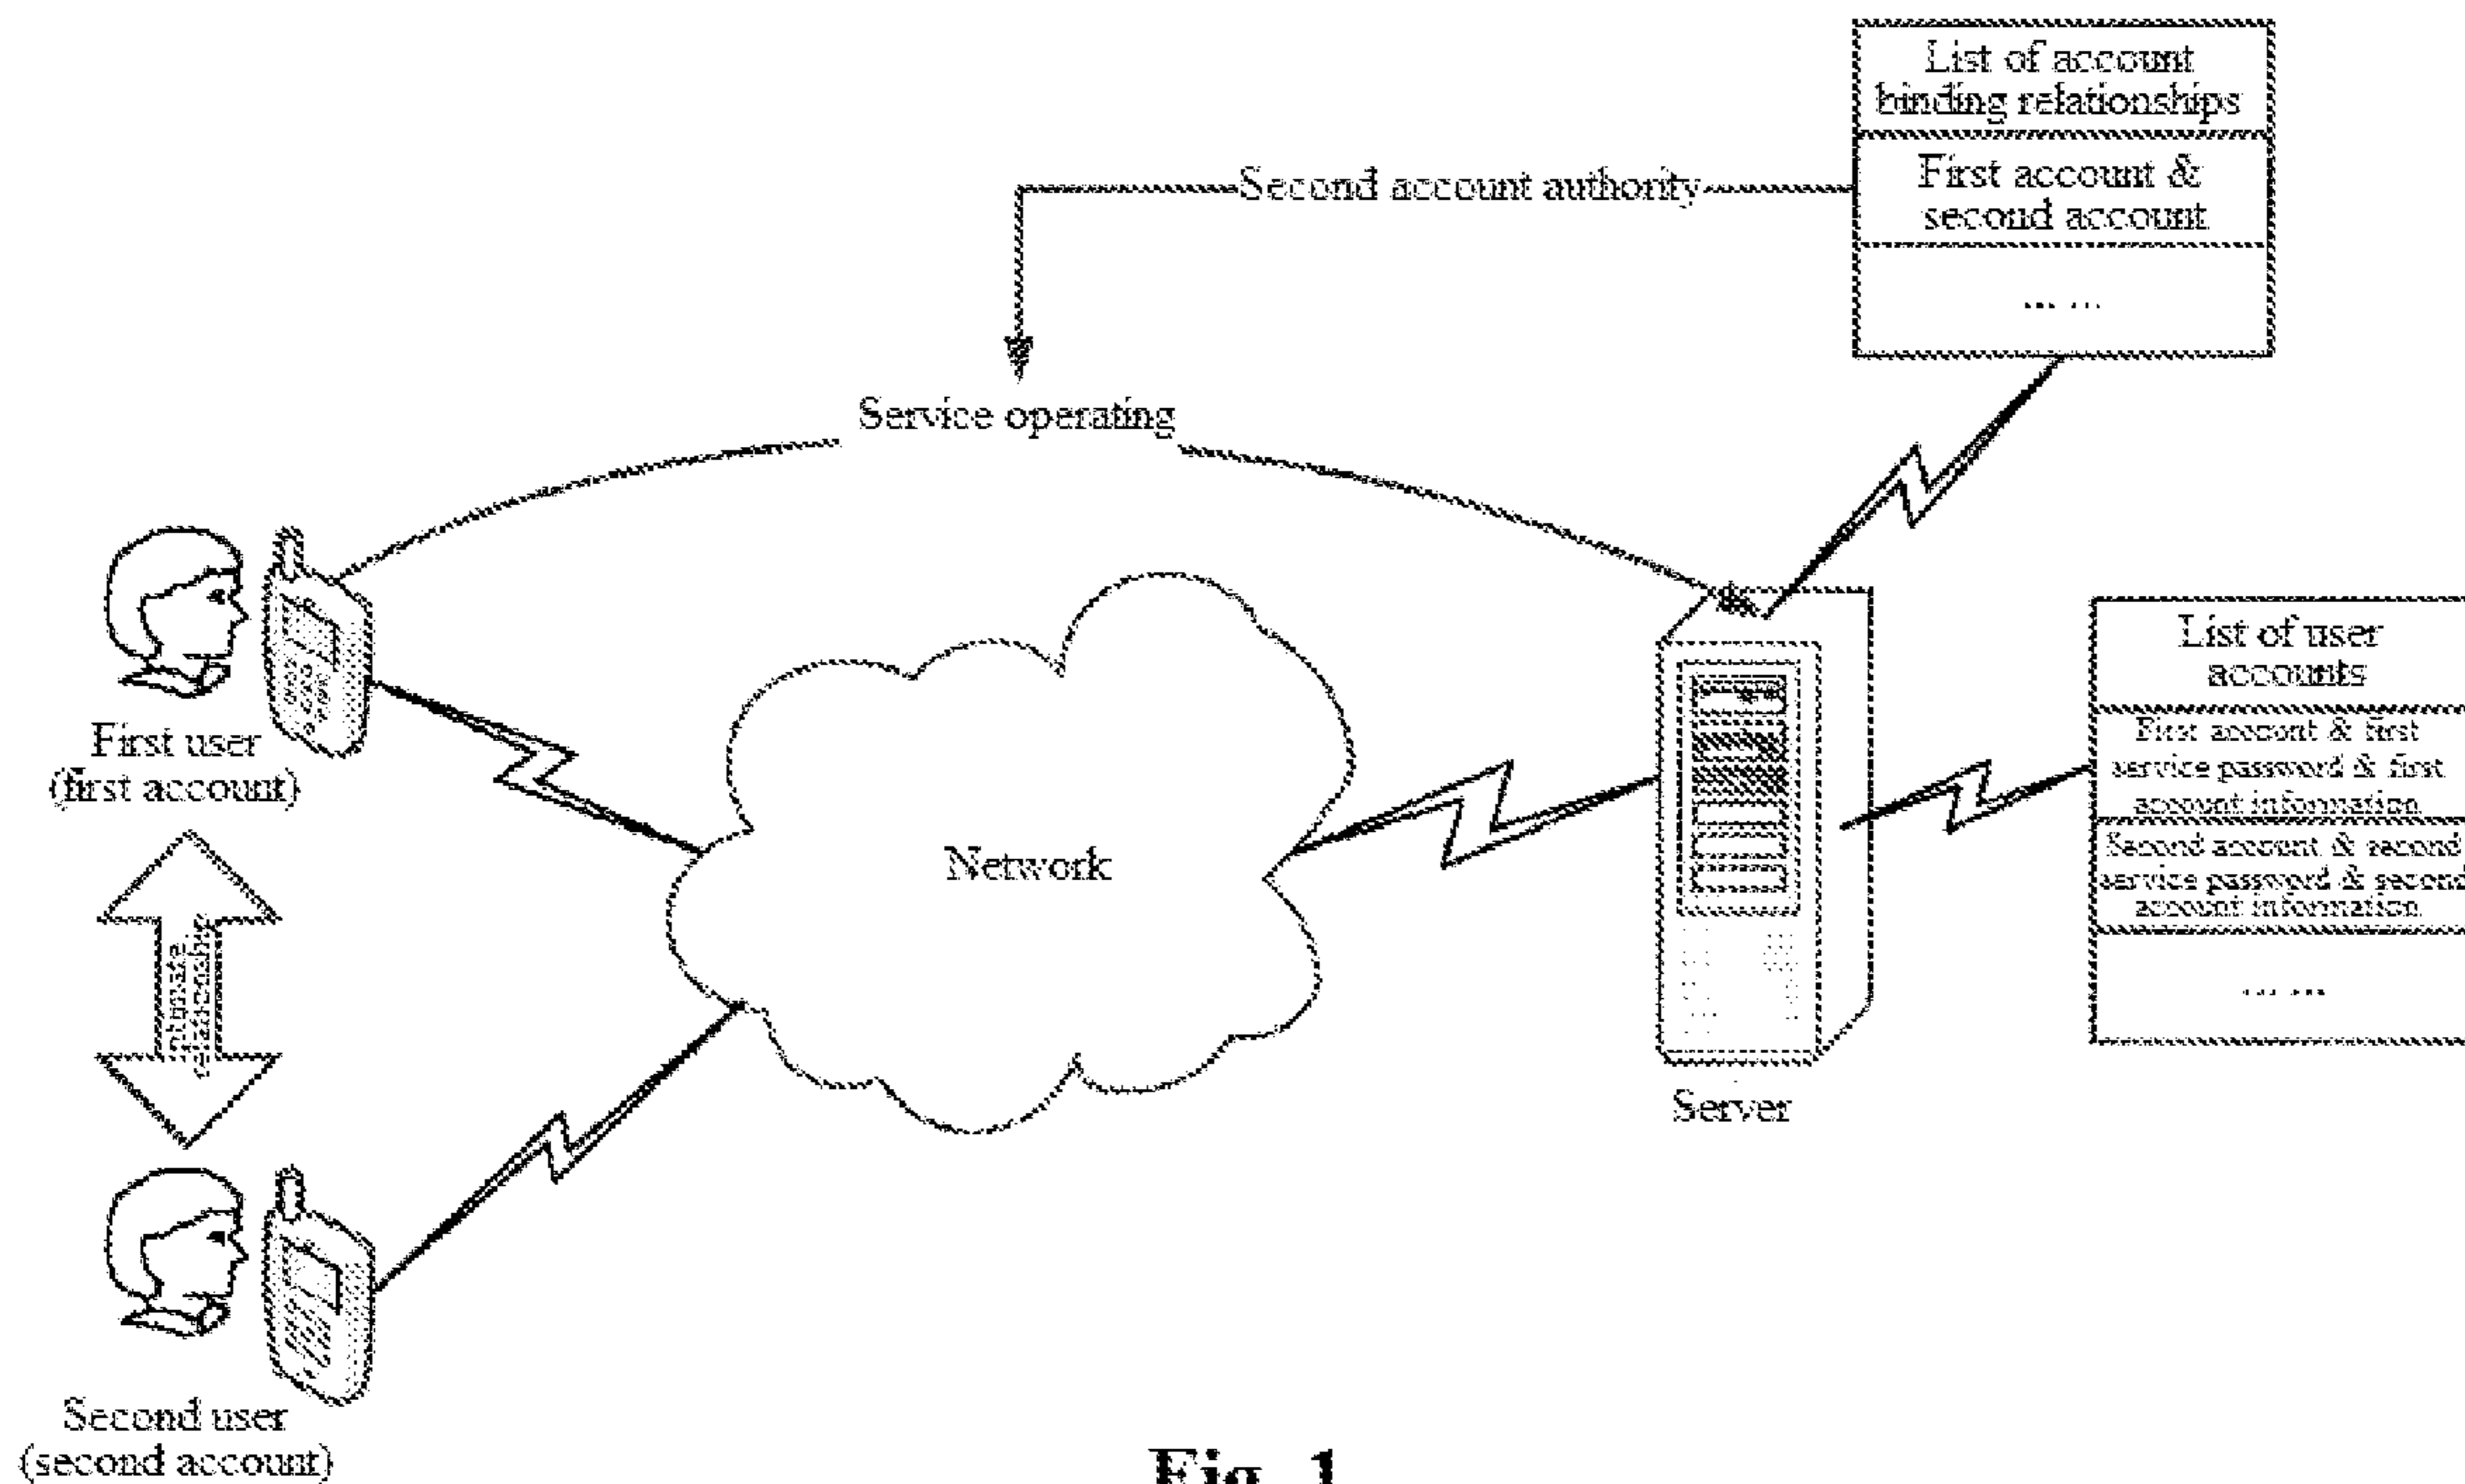 List of account
binding relationships
First account &
second account
... ...
Second account authority
Service operating
First user
(first account)
Intimate
relationship
Second user
(second account)
Network
Server
List of user
accounts
First account & first
service password & first
account information
Second account & second
service password & second
account information
... ...
Fig. 1